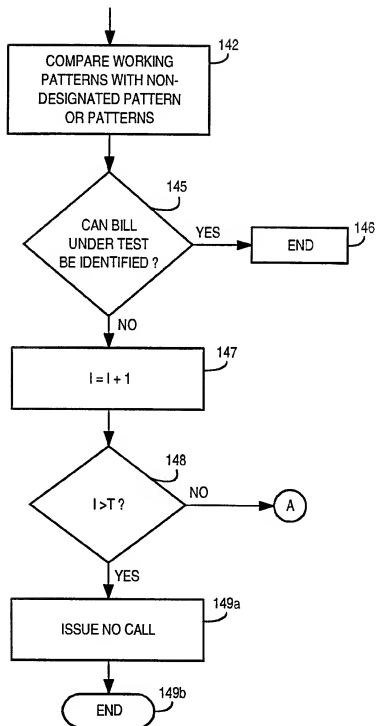 142
COMPARE WORKING
PATTERNS WITH NON-
DESIGNATED PATTERN
OR PATTERNS
145
CAN BILL
UNDER TEST
BE IDENTIFIED ?
YES
END
146
NO
147
I = I + 1
148
I >T ?
NO
A
YES
149a
ISSUE NO CALL
149b
END